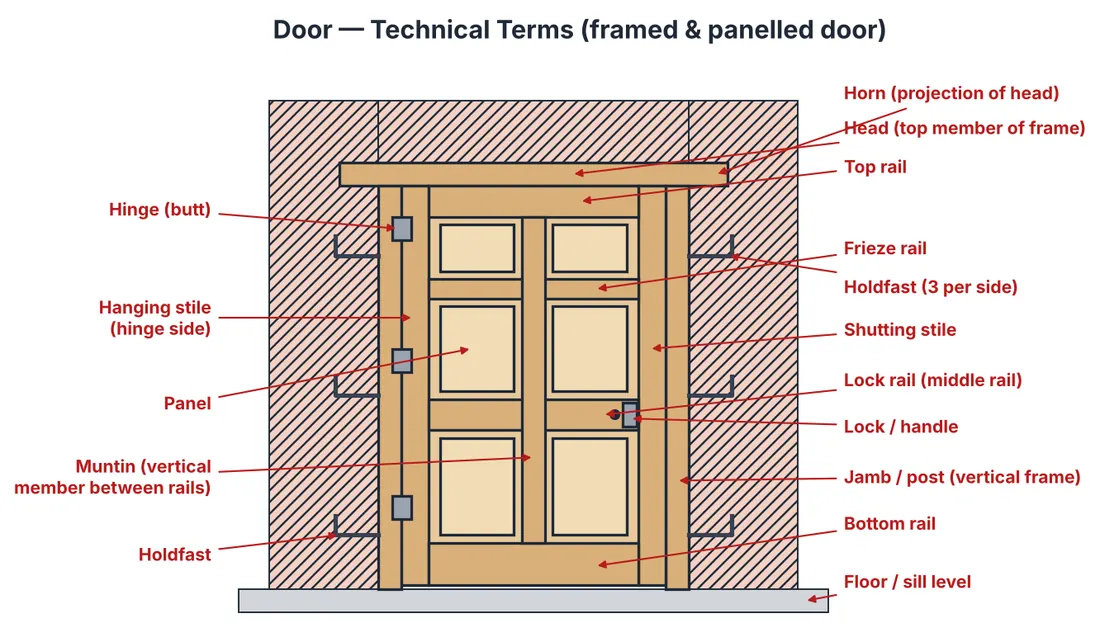 Door — Technical Terms (framed & panelled door)
Horn (projection of head)
Head (top member of frame)
Top rail
Hinge (butt)
Frieze rail
Holdfast (3 per side)
Hanging stile
(hinge side)
Shutting stile
Lock rail (middle rail)
Panel
Lock / handle
Muntin (vertical
member between rails)
Jamb / post (vertical frame)
Bottom rail
Holdfast
Floor / sill level